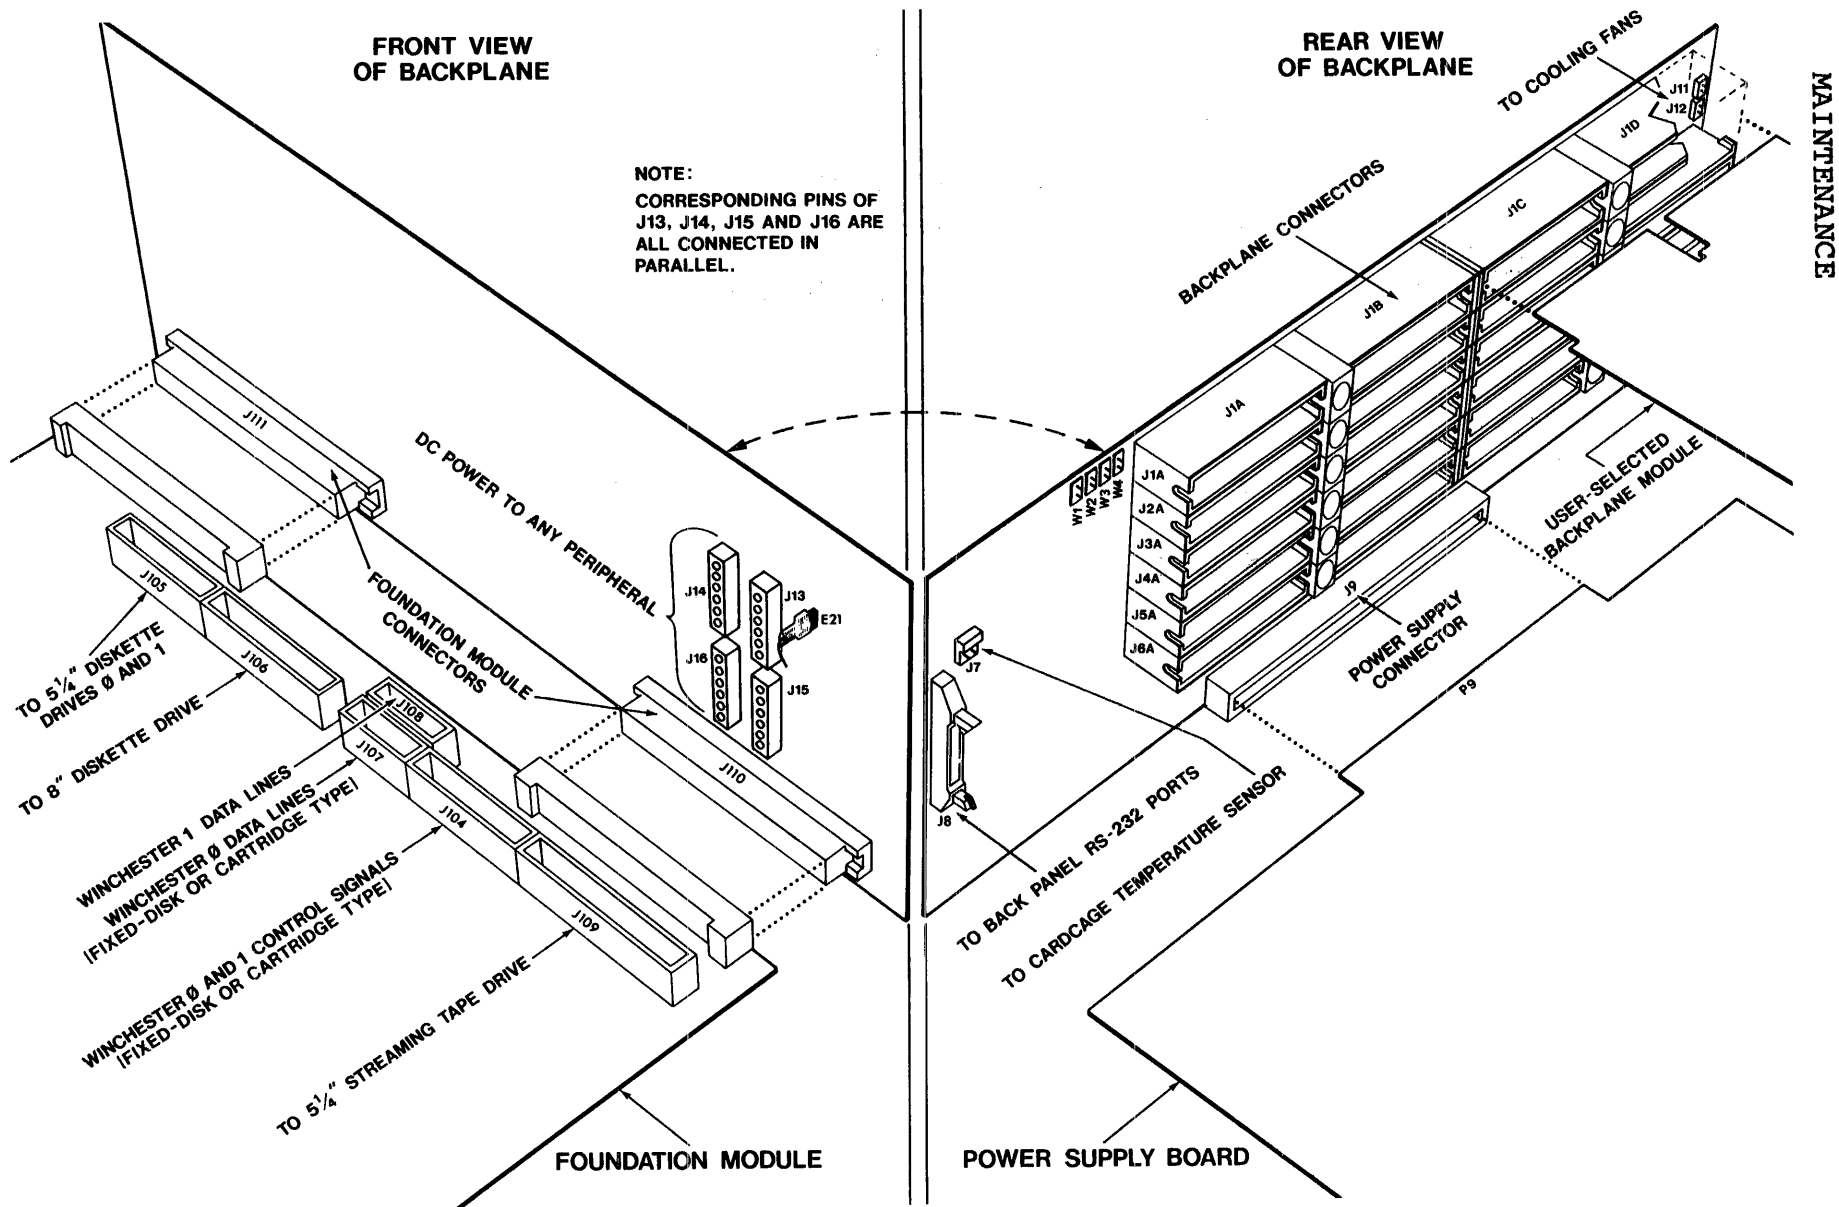 FRONT VIEW
OF BACKPLANE
REAR VIEW
OF BACKPLANE
MAINTENANCE
TO COOLING FANS
J11
J12
J1D
NOTE:
CORRESPONDING PINS OF
J13, J14, J15 AND J16 ARE
ALL CONNECTED IN
PARALLEL.
BACKPLANE CONNECTORS
J1C
J1B
J1A
J111
DC POWER TO ANY PERIPHERAL
FOUNDATION MODULE
CONNECTORS
J14
J13
E21
J16
J15
J110
W1
W2
W3
W4
J1A
J2A
J3A
J4A
J5A
J6A
USER-SELECTED
BACKPLANE MODULE
J9
POWER SUPPLY
CONNECTOR
P9
J7
J8
TO BACK PANEL RS-232 PORTS
TO CARDCAGE TEMPERATURE SENSOR
J105
J106
J108
J107
J104
J109
TO 5¼" DISKETTE
DRIVES Ø AND 1
TO 8" DISKETTE DRIVE
WINCHESTER 1 DATA LINES
WINCHESTER Ø DATA LINES
|FIXED-DISK OR CARTRIDGE TYPE|
WINCHESTER Ø AND 1 CONTROL SIGNALS
|FIXED-DISK OR CARTRIDGE TYPE|
TO 5¼" STREAMING TAPE DRIVE
FOUNDATION MODULE
POWER SUPPLY BOARD